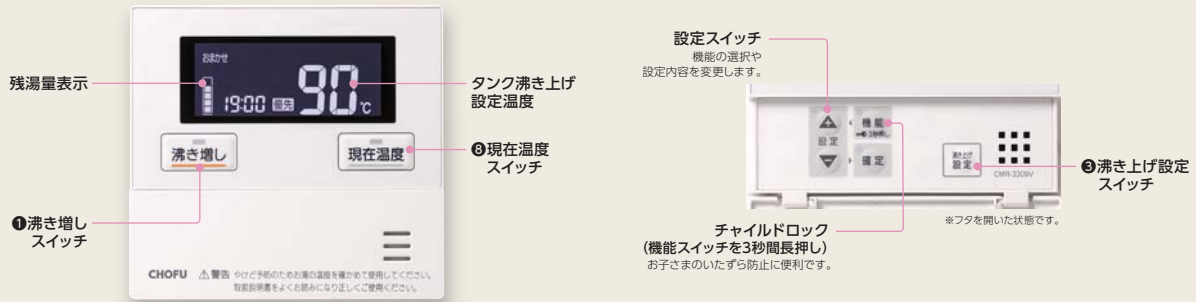 残湯量表示
おまかせ
19:00 優先 90℃
タンク沸き上げ
設定温度
沸き増し
現在温度
❽現在温度
スイッチ
❶沸き増し
スイッチ
CHOFU ⚠警告 やけど予防のためお湯の温度を確かめて使用してください。
取扱説明書をよくお読みになり正しくご使用ください。
設定スイッチ
機能の選択や
設定内容を変更します。
機能
3秒押し
設定
確定
沸き上げ
設定
CMR-3309V
❸沸き上げ設定
スイッチ
※フタを開いた状態です。
チャイルドロック
(機能スイッチを3秒間長押し)
お子さまのいたずら防止に便利です。